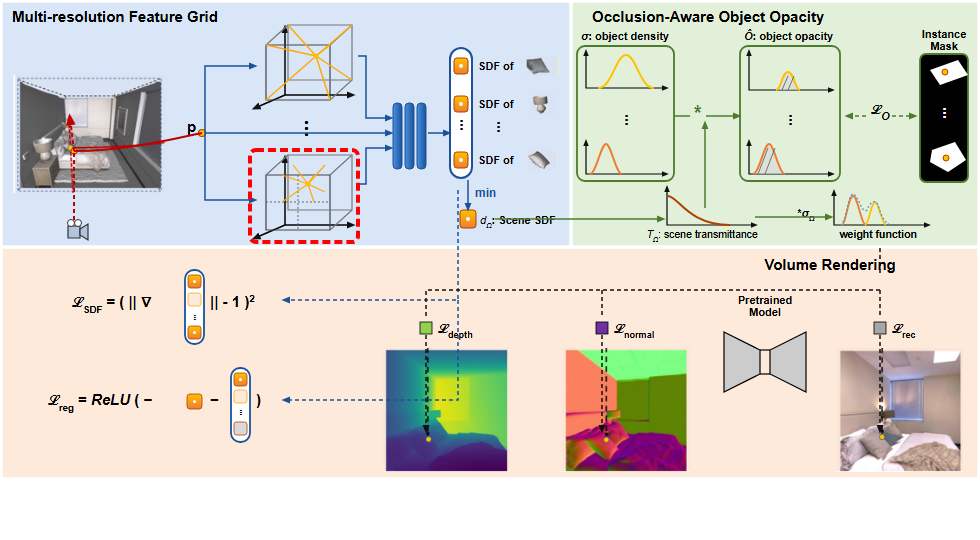 Multi-resolution Feature Grid
Occlusion-Aware Object Opacity
σ: object density
Ô: object opacity
Instance
Mask
p
SDF of
SDF of
SDF of
*
ℒO
min
dΩ: Scene SDF
TΩ: scene transmittance
*σΩ
weight function
Volume Rendering
ℒSDF = ( || ∇ || - 1 )²
Pretrained
Model
ℒdepth
ℒnormal
ℒrec
ℒreg = ReLU ( − − )